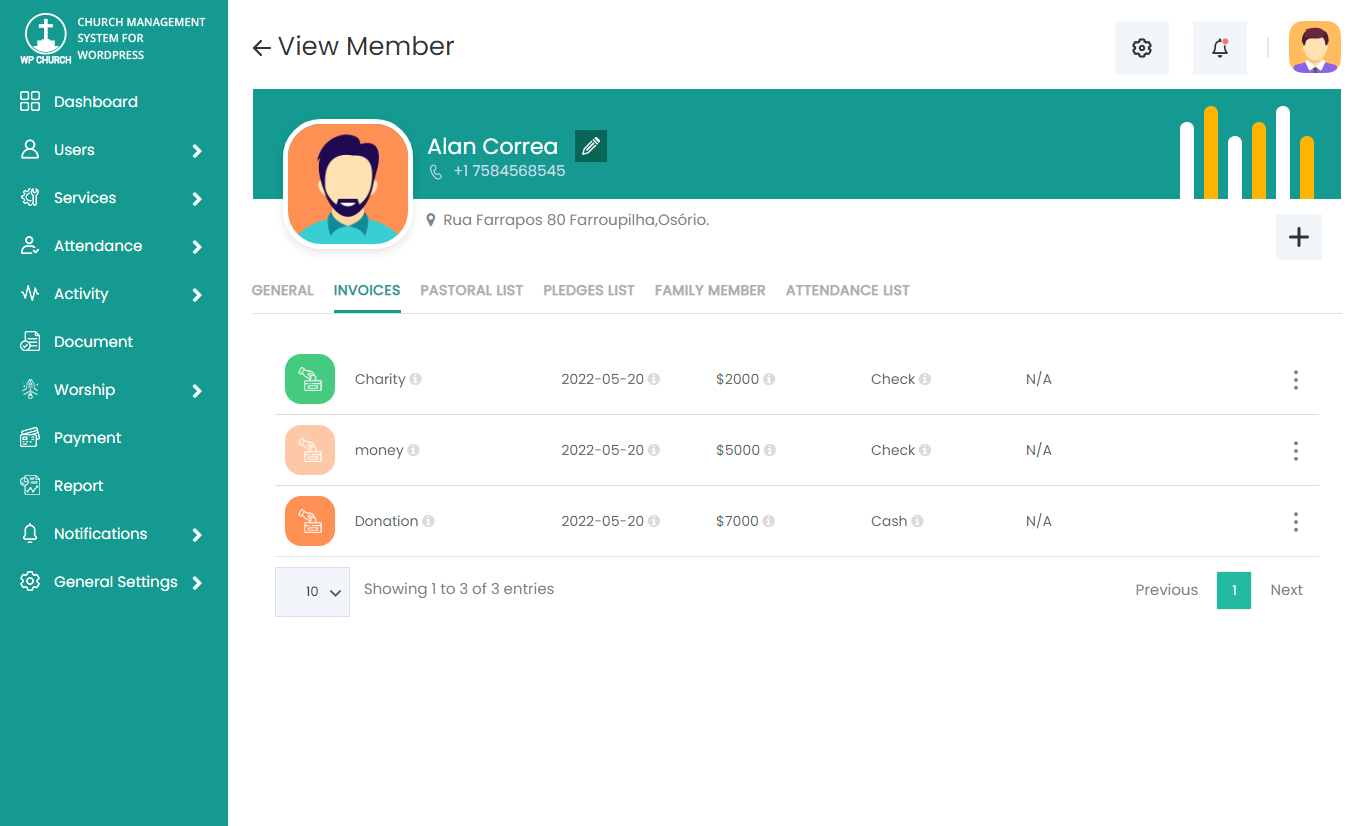 CHURCH MANAGEMENT
SYSTEM FOR
WORDPRESS
WP CHURCH
Dashboard
Users
Services
Attendance
Activity
Document
Worship
Payment
Report
Notifications
General Settings
View Member
Alan Correa
+1 7584568545
Rua Farrapos 80 Farroupilha,Osório.
GENERAL INVOICES PASTORAL LIST PLEDGES LIST FAMILY MEMBER ATTENDANCE LIST
Charity 2022-05-20 $2000 Check N/A
money 2022-05-20 $5000 Check N/A
Donation 2022-05-20 $7000 Cash N/A
10 Showing 1 to 3 of 3 entries Previous 1 Next